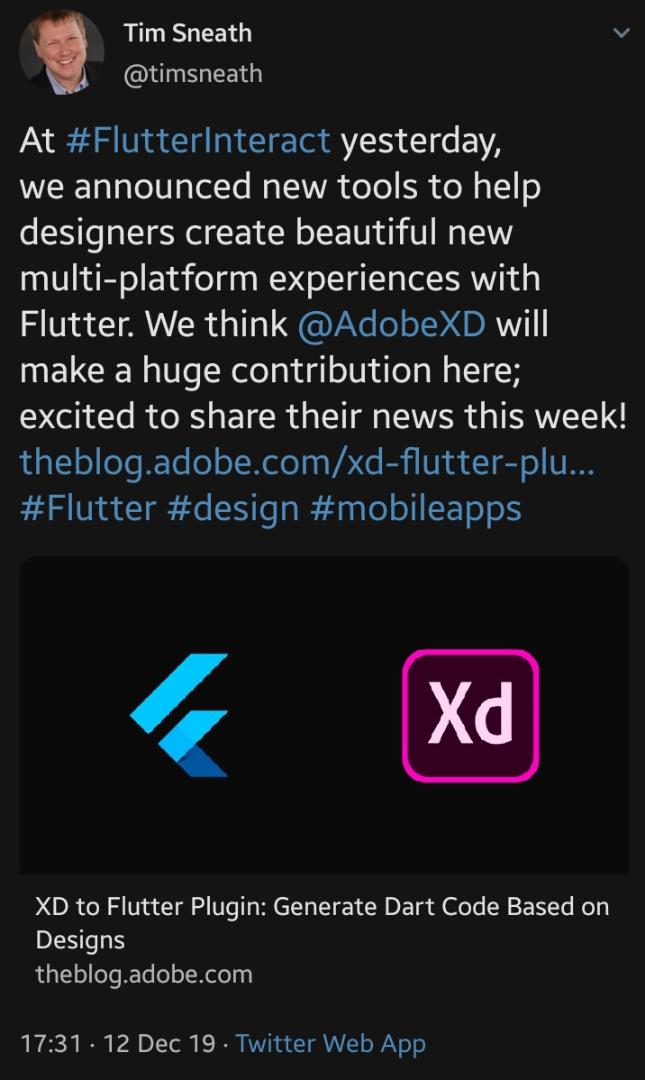 Tim Sneath
@timsneath
At #FlutterInteract yesterday,
we announced new tools to help
designers create beautiful new
multi-platform experiences with
Flutter. We think @AdobeXD will
make a huge contribution here;
excited to share their news this week!
theblog.adobe.com/xd-flutter-plu...
#Flutter #design #mobileapps
Xd
XD to Flutter Plugin: Generate Dart Code Based on
Designs
theblog.adobe.com
17:31 · 12 Dec 19 · Twitter Web App